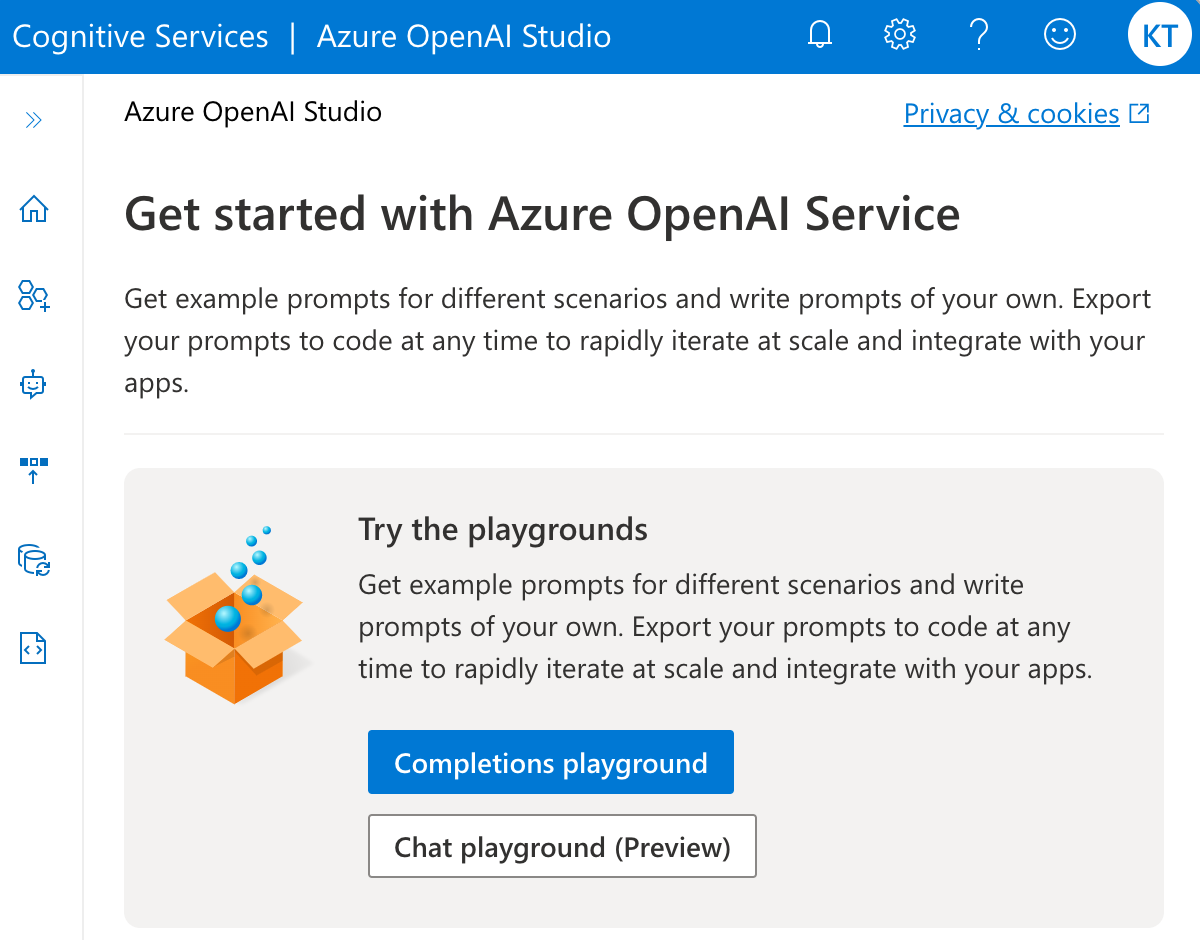 Cognitive Services | Azure OpenAI Studio
KT
Azure OpenAI Studio
Privacy & cookies
Get started with Azure OpenAI Service
Get example prompts for different scenarios and write prompts of your own. Export
your prompts to code at any time to rapidly iterate at scale and integrate with your
apps.
Try the playgrounds
Get example prompts for different scenarios and write
prompts of your own. Export your prompts to code at any
time to rapidly iterate at scale and integrate with your apps.
Completions playground
Chat playground (Preview)